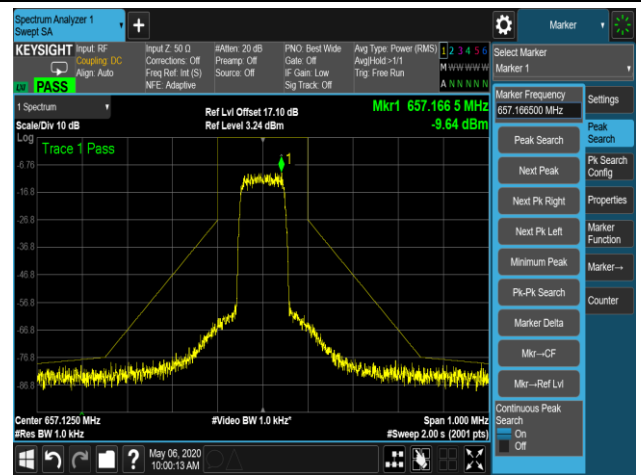 Spectrum Analyzer 1
Swept SA
+
Marker
KEYSIGHT
Input: RF
Coupling: DC
Align: Auto
Input Z: 50 Ω
Corrections: Off
Freq Ref: Int (S)
NFE: Adaptive
#Atten: 20 dB
Preamp: Off
Source: Off
PNO: Best Wide
Gate: Off
IF Gain: Low
Sig Track: Off
Avg Type: Power (RMS)
Avg|Hold:>1/1
Trig: Free Run
1 2 3 4 5 6
M W W W W W
A N N N N N
LXI
PASS
Select Marker
Marker 1
1 Spectrum
Scale/Div 10 dB
Ref Lvl Offset 17.10 dB
Ref Level 3.24 dBm
Mkr1 657.166 5 MHz
-9.64 dBm
Log
Trace 1 Pass
1
-6.76
-16.8
-26.8
-36.8
-46.8
-56.8
-66.8
-76.8
-86.8
Center 657.1250 MHz
#Res BW 1.0 kHz
#Video BW 1.0 kHz*
Span 1.000 MHz
#Sweep 2.00 s (2001 pts)
Marker Frequency
657.166500 MHz
Peak Search
Next Peak
Next Pk Right
Next Pk Left
Minimum Peak
Pk-Pk Search
Marker Delta
Mkr→CF
Mkr→Ref Lvl
Continuous Peak
Search
On
Off
Settings
Peak
Search
Pk Search
Config
Properties
Marker
Function
Marker→
Counter
?
May 06, 2020
10:00:13 AM